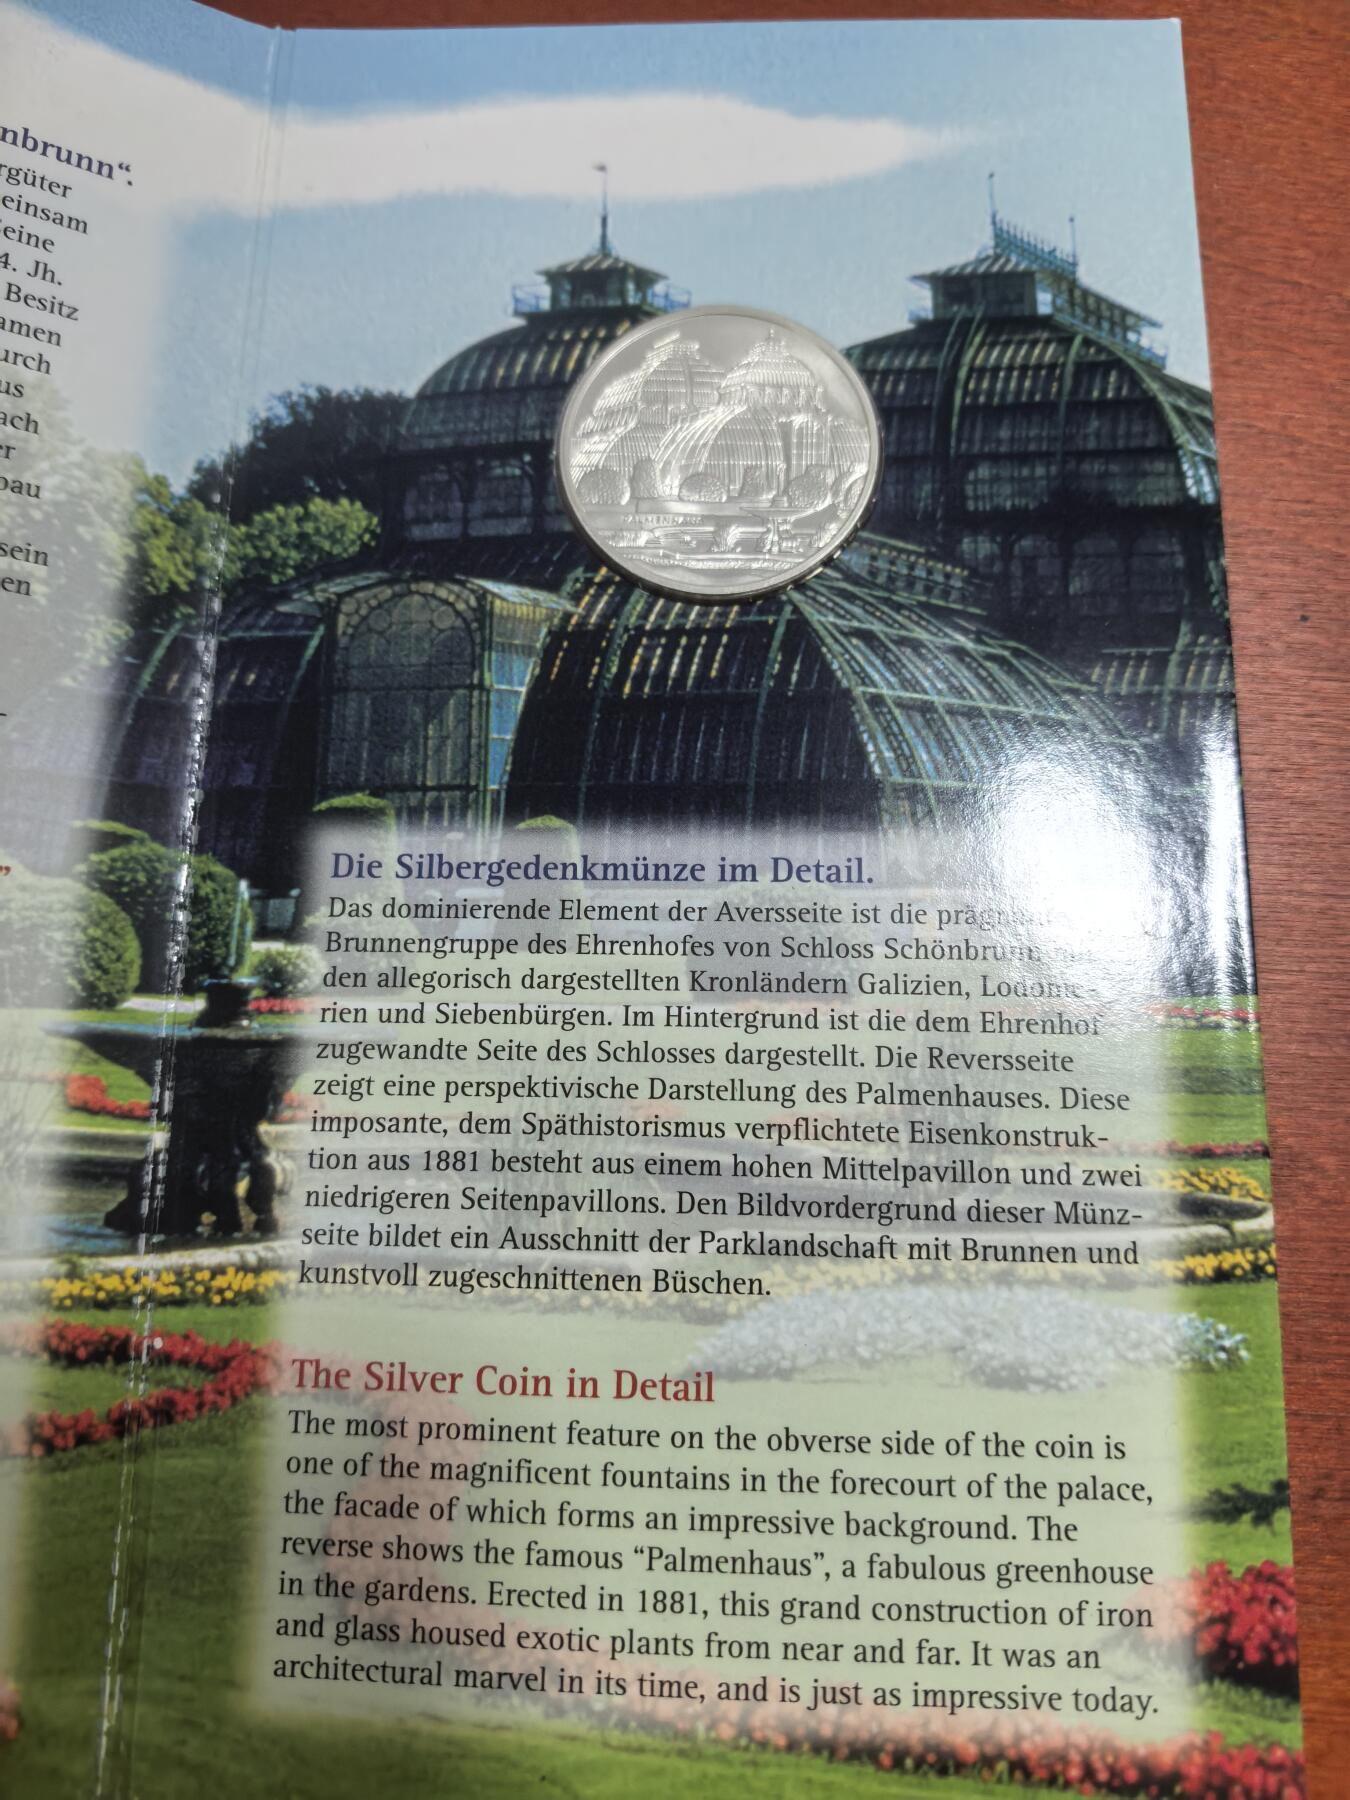 nbrunn“.
rgüter
einsam
eine
4. Jh.
Besitz
amen
urch
us
ach
er
bau
sein
en
”
Die Silbergedenkmünze im Detail.
Das dominierende Element der Aversseite ist die
Brunnengruppe des Ehrenhofes von Schloss Schönbrunn
den allegorisch dargestellten Kronländern Galizien, Lodome-
rien und Siebenbürgen. Im Hintergrund ist die dem Ehrenhof
zugewandte Seite des Schlosses dargestellt. Die Reversseite
zeigt eine perspektivische Darstellung des Palmenhauses. Diese
imposante, dem Späthistorismus verpflichtete Eisenkonstruk-
tion aus 1881 besteht aus einem hohen Mittelpavillon und zwei
niedrigeren Seitenpavillons. Den Bildvordergrund dieser Münz-
seite bildet ein Ausschnitt der Parklandschaft mit Brunnen und
kunstvoll zugeschnittenen Büschen.
The Silver Coin in Detail
The most prominent feature on the obverse side of the coin is
one of the magnificent fountains in the forecourt of the palace,
the facade of which forms an impressive background. The
reverse shows the famous “Palmenhaus”, a fabulous greenhouse
in the gardens. Erected in 1881, this grand construction of iron
and glass housed exotic plants from near and far. It was an
architectural marvel in its time, and is just as impressive today.
PALMENHAUS